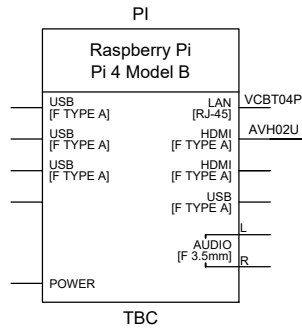 PI
Raspberry Pi
Pi 4 Model B
USB
[F TYPE A]
USB
[F TYPE A]
USB
[F TYPE A]
POWER
LAN
[RJ-45]
VCBT04P
HDMI
[F TYPE A]
AVH02U
HDMI
[F TYPE A]
USB
[F TYPE A]
L
AUDIO
[F 3.5mm]
R
TBC